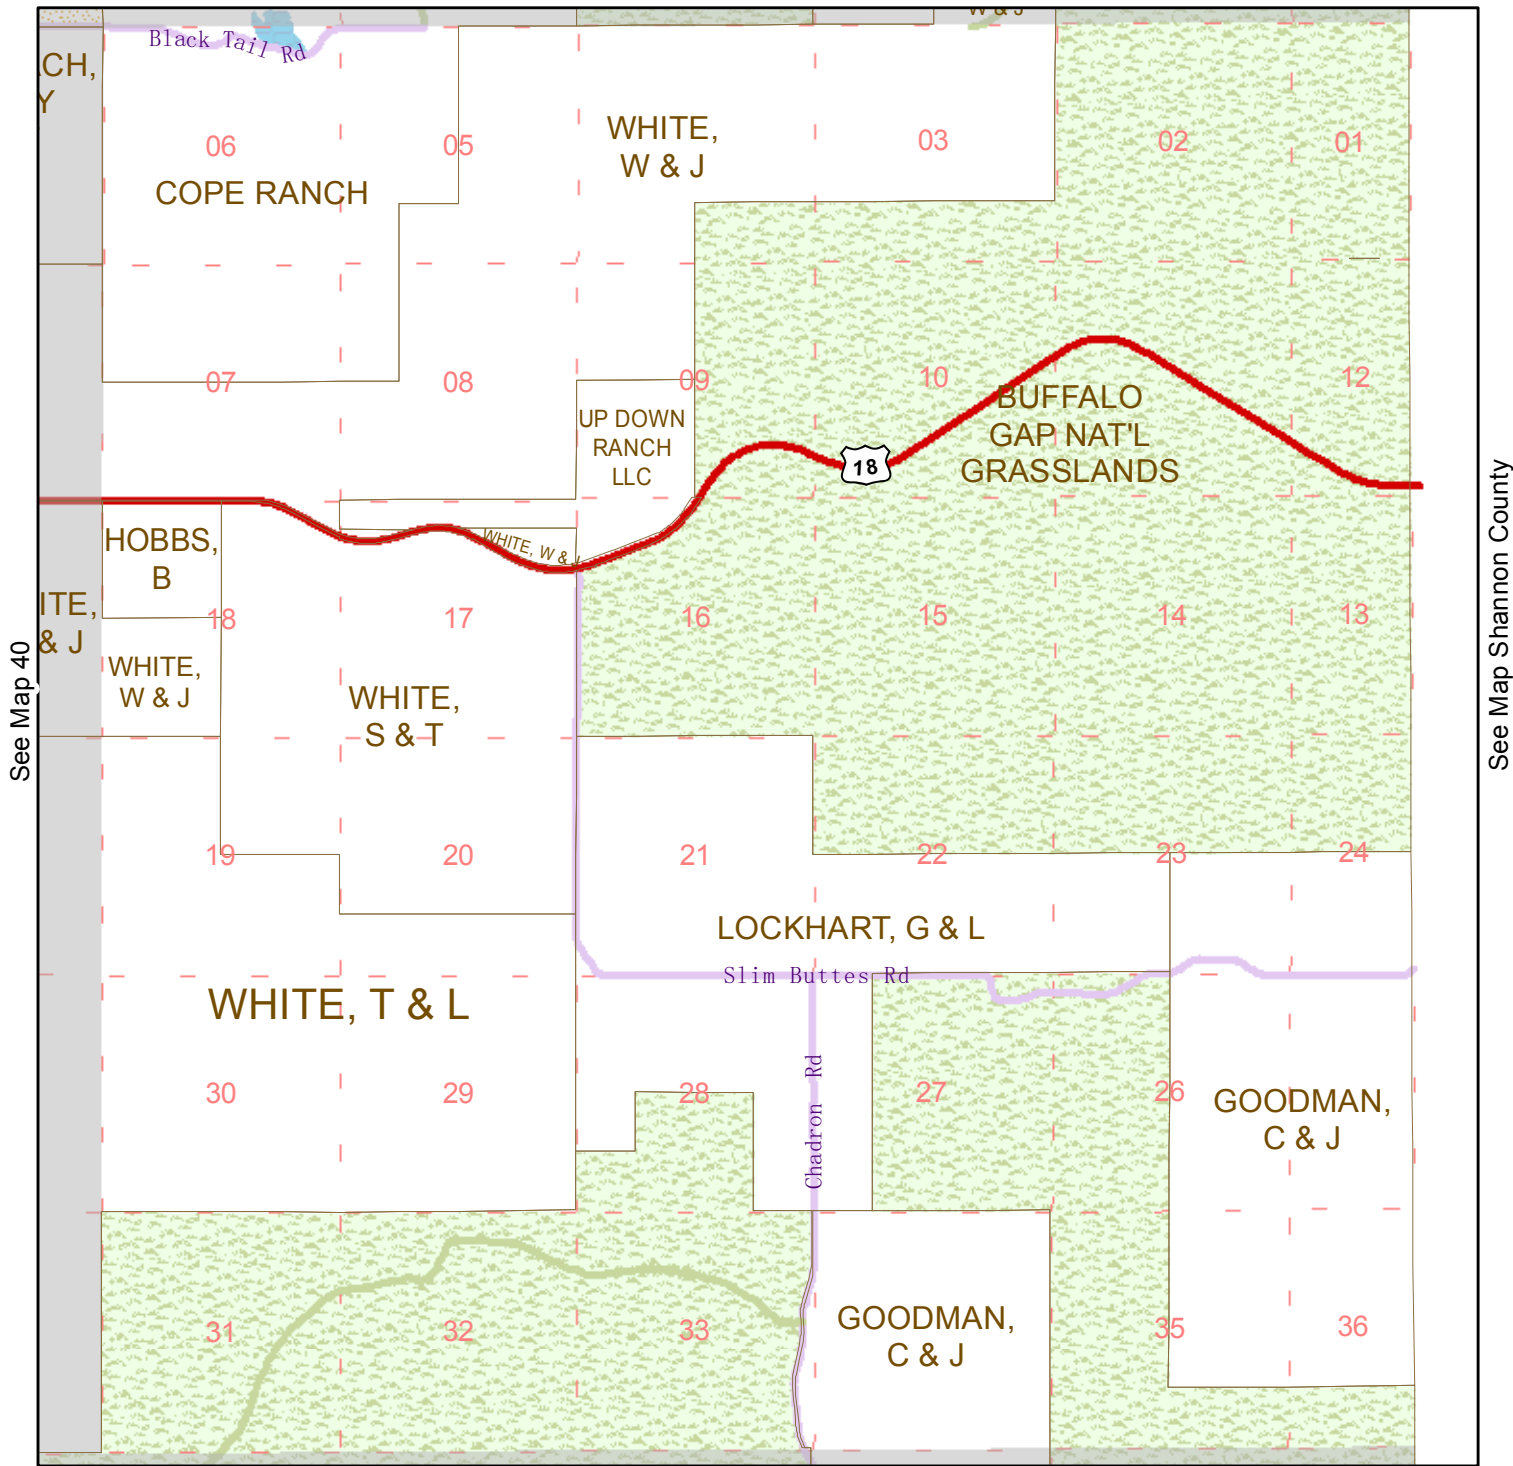 W & J
Black Tail Rd
CH,
Y
06
05
WHITE,
W & J
03
02
01
COPE RANCH
07
08
09
10
12
UP DOWN
RANCH
LLC
BUFFALO
GAP NAT'L
GRASSLANDS
18
HOBBS,
B
WHITE, W & J
ITE,
& J
18
17
16
15
14
13
WHITE,
W & J
WHITE,
S & T
See Map 40
See Map Shannon County
19
20
21
22
23
24
LOCKHART, G & L
Slim Buttes Rd
WHITE, T & L
Chadron Rd
30
29
28
27
26
GOODMAN,
C & J
31
32
33
GOODMAN,
C & J
35
36